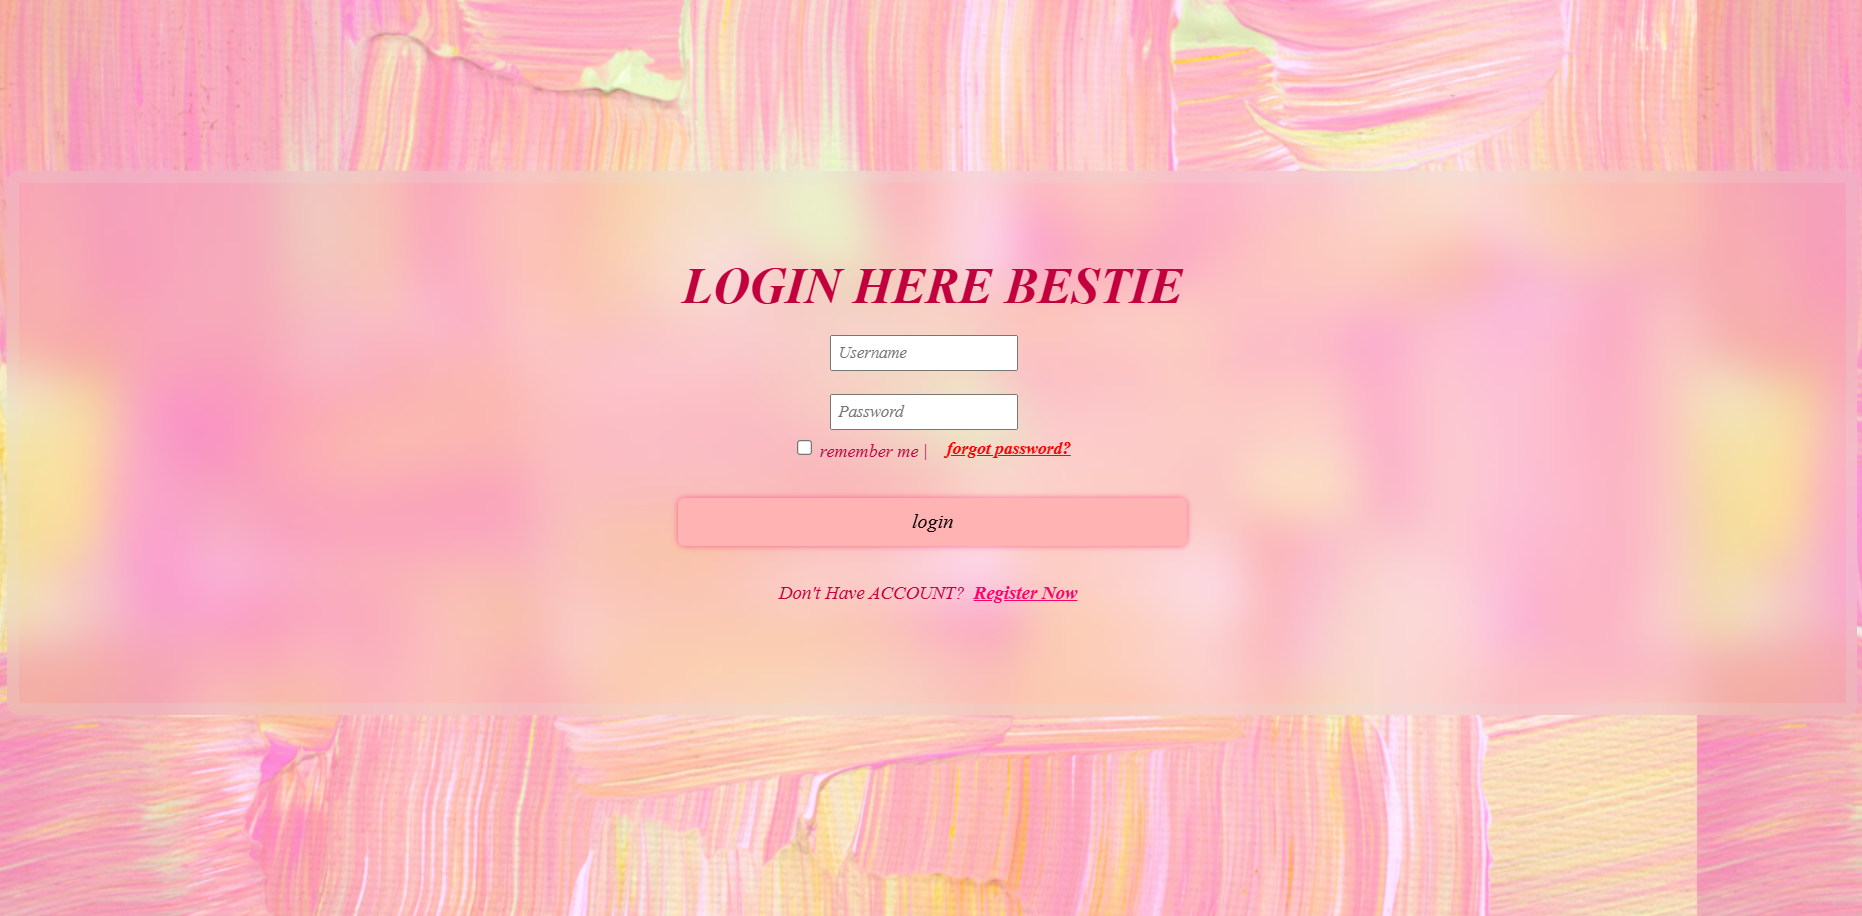 LOGIN HERE BESTIE
Username
Password
remember me | forgot password?
login
Don't Have ACCOUNT? Register Now